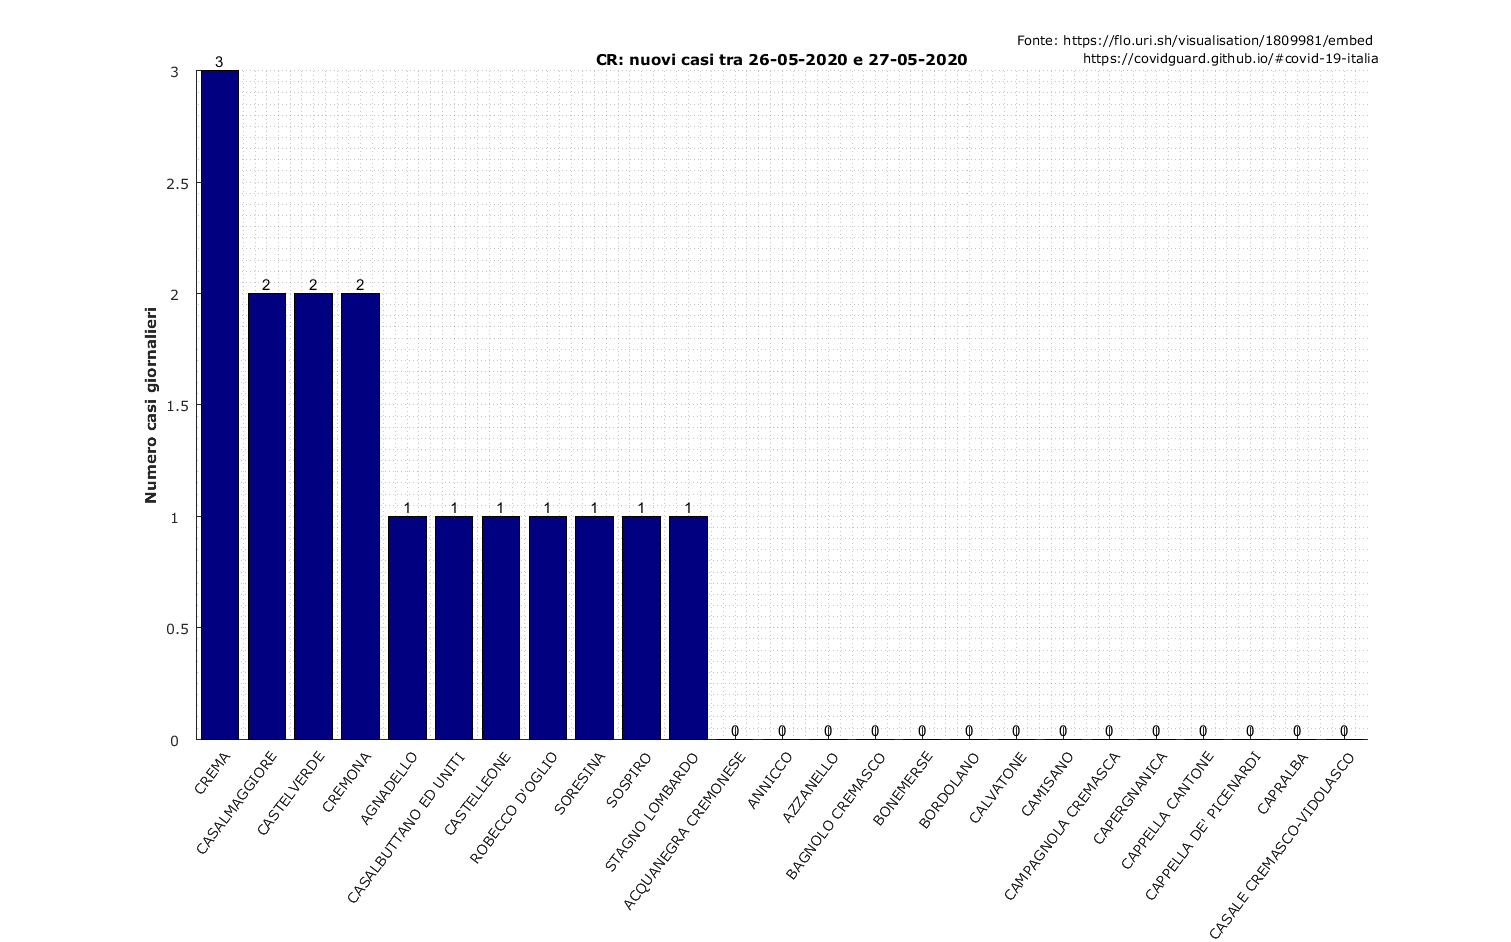 Fonte: https://flo.uri.sh/visualisation/1809981/embed
CR: nuovi casi tra 26-05-2020 e 27-05-2020
https://covidguard.github.io/#covid-19-italia
Numero casi giornalieri
3
2.5
2
1.5
1
0.5
0
3
2
2
2
1
1
1
1
1
1
1
0
0
0
0
0
0
0
0
0
0
0
0
0
0
CREMA
CASALMAGGIORE
CASTELVERDE
CREMONA
AGNADELLO
CASALBUTTANO ED UNITI
CASTELLEONE
ROBECCO D'OGLIO
SORESINA
SOSPIRO
STAGNO LOMBARDO
ACQUANEGRA CREMONESE
ANNICCO
AZZANELLO
BAGNOLO CREMASCO
BONEMERSE
BORDOLANO
CALVATONE
CAMISANO
CAMPAGNOLA CREMASCA
CAPERGNANICA
CAPPELLA CANTONE
CAPPELLA DE' PICENARDI
CAPRALBA
CASALE CREMASCO-VIDOLASCO